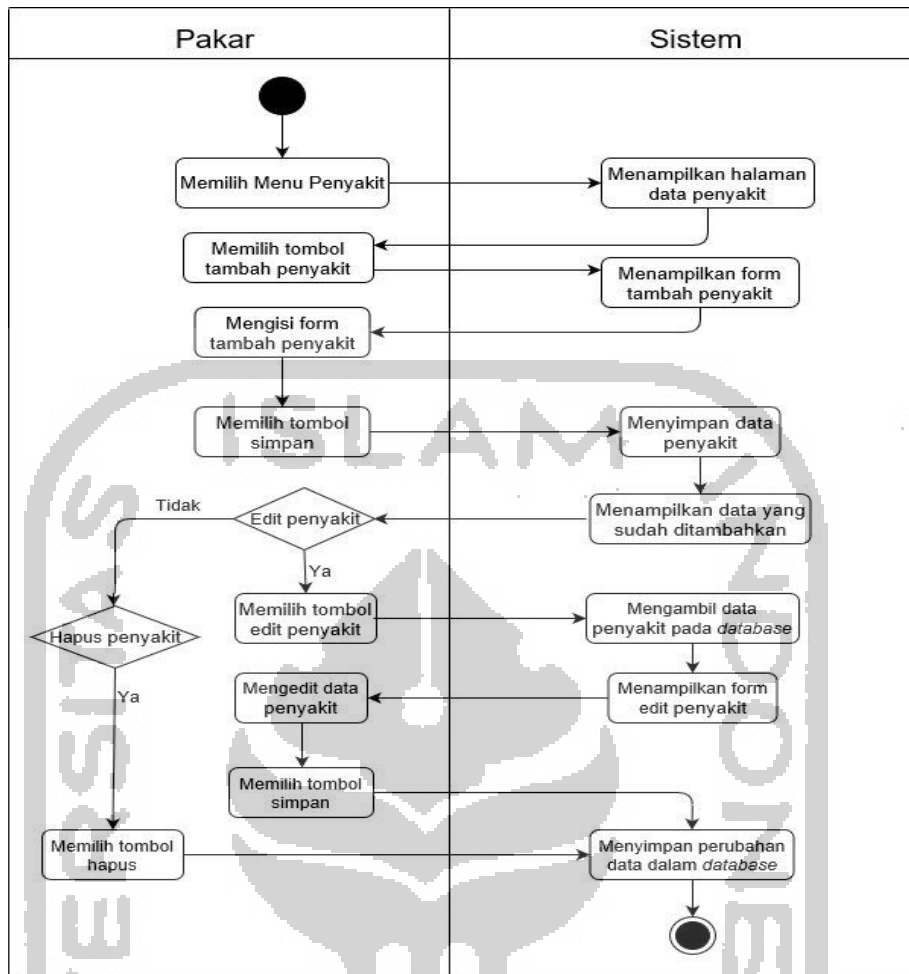 Pakar
Sistem
Memilih Menu Penyakit
Menampilkan halaman
data penyakit
Memilih tombol
tambah penyakit
Menampilkan form
tambah penyakit
Mengisi form
tambah penyakit
Memilih tombol
simpan
Menyimpan data
penyakit
Menampilkan data yang
sudah ditambahkan
Edit penyakit
Tidak
Ya
Memilih tombol
edit penyakit
Mengambil data
penyakit pada database
Hapus penyakit
Ya
Menampilkan form
edit penyakit
Mengedit data
penyakit
Memilih tombol
simpan
Memilih tombol
hapus
Menyimpan perubahan
data dalam database
ISLAM